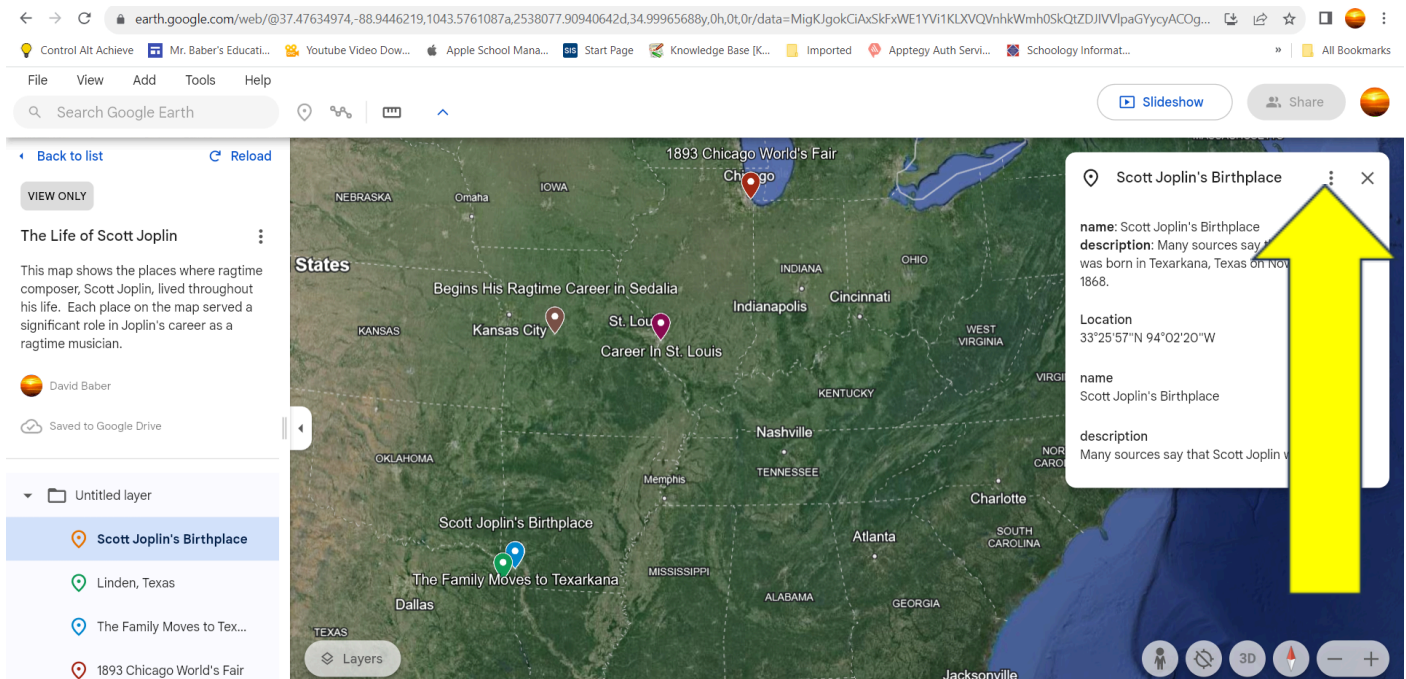 earth.google.com/web/@37.47634974,-88.9446219,1043.5761087a,2538077.90940642d,34.99965688y,0h,0t,0r/data=MigKJgokCiAxSkFxWE1YVi1KLXVQVnhkWmh0SkQtZDJIVVlpaGYycyACOg...
Control Alt Achieve Mr. Baber's Educati... Youtube Video Dow... Apple School Mana... SIS Start Page Knowledge Base [K... Imported Apptegy Auth Servi... Schoology Informat... » All Bookmarks
File View Add Tools Help
Search Google Earth
Slideshow
Share
Back to list Reload
VIEW ONLY
The Life of Scott Joplin
This map shows the places where ragtime
composer, Scott Joplin, lived throughout
his life. Each place on the map served a
significant role in Joplin's career as a
ragtime musician.
David Baber
Saved to Google Drive
Untitled layer
Scott Joplin's Birthplace
Linden, Texas
The Family Moves to Tex...
1893 Chicago World's Fair
1893 Chicago World's Fair
Chicago
NEBRASKA
Omaha
IOWA
States
INDIANA
OHIO
Begins His Ragtime Career in Sedalia
Indianapolis
Cincinnati
KANSAS
Kansas City
St. Lou
Career In St. Louis
WEST
VIRGINIA
VIRGI
KENTUCKY
Nashville
OKLAHOMA
TENNESSEE
NOR
CARO
Memphis
Charlotte
Scott Joplin's Birthplace
Atlanta
SOUTH
CAROLINA
The Family Moves to Texarkana
MISSISSIPPI
Dallas
ALABAMA
GEORGIA
TEXAS
Layers
Jacksonville
3D
Scott Joplin's Birthplace
name: Scott Joplin's Birthplace
description: Many sources say
was born in Texarkana, Texas on Nov
1868.
Location
33°25'57"N 94°02'20"W
name
Scott Joplin's Birthplace
description
Many sources say that Scott Joplin w